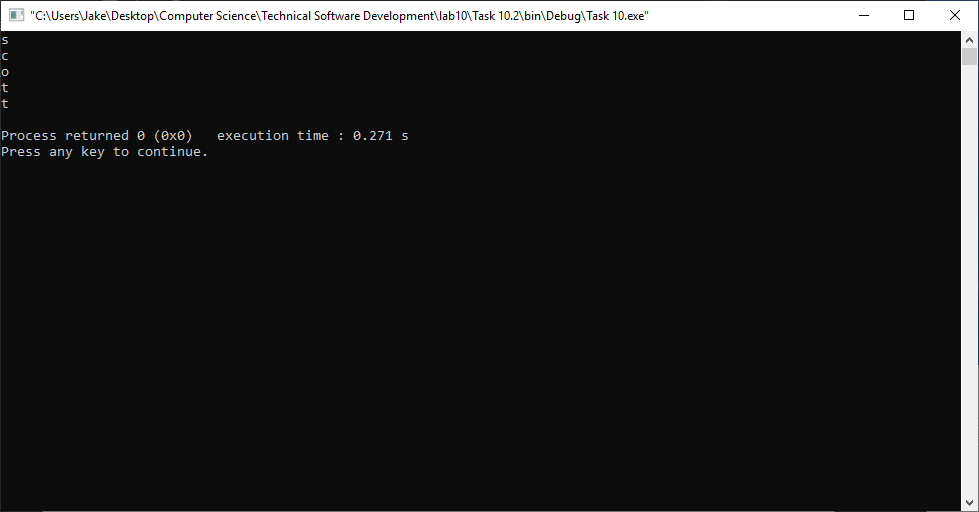 "C:\Users\Jake\Desktop\Computer Science\Technical Software Development\lab10\Task 10.2\bin\Debug\Task 10.exe"
s
c
o
t
t
Process returned 0 (0x0)   execution time : 0.271 s
Press any key to continue.